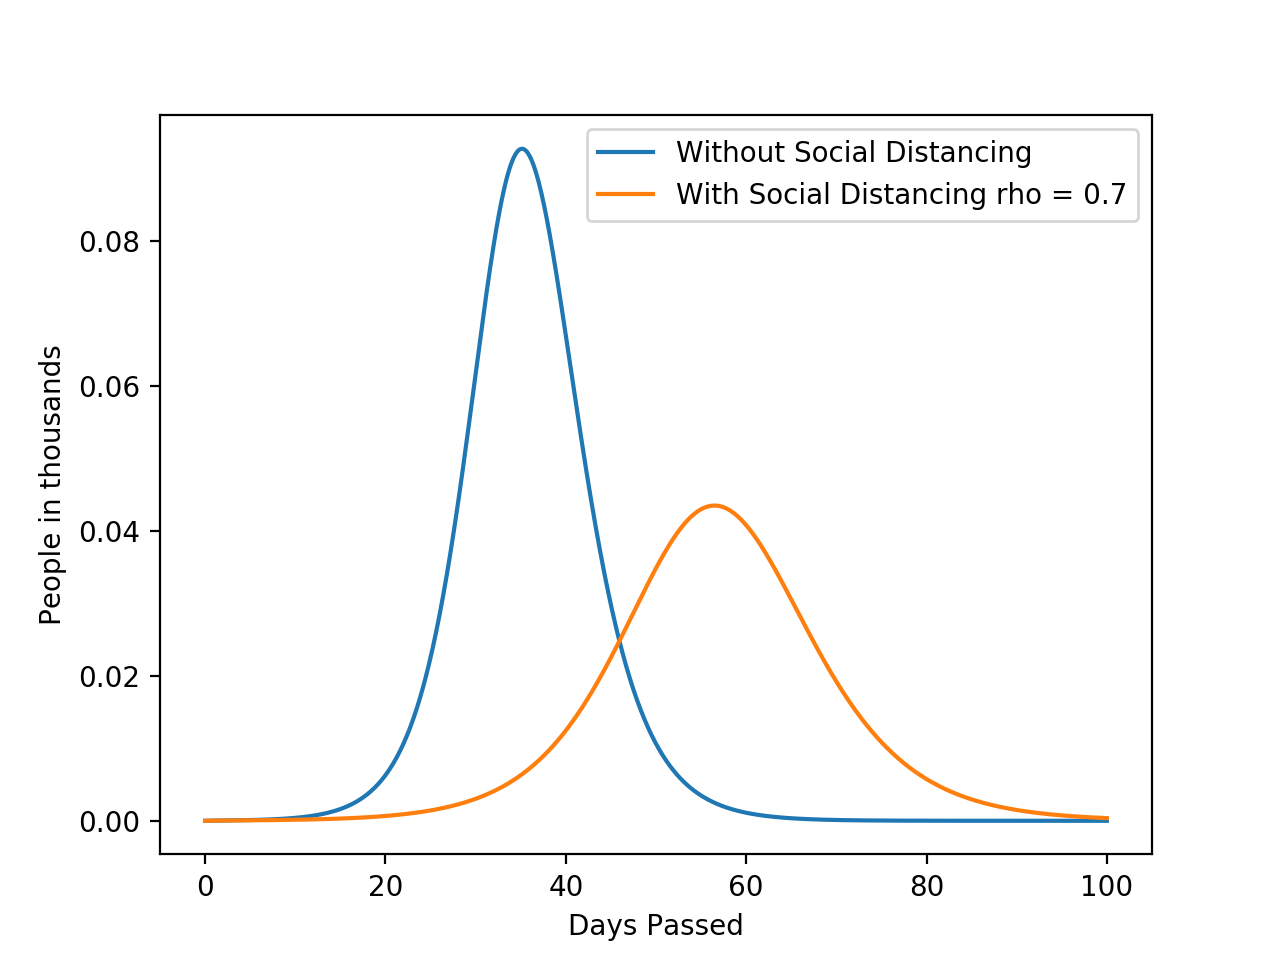 Without Social Distancing
With Social Distancing rho = 0.7
0.08
0.06
0.04
0.02
0.00
People in thousands
0 20 40 60 80 100
Days Passed